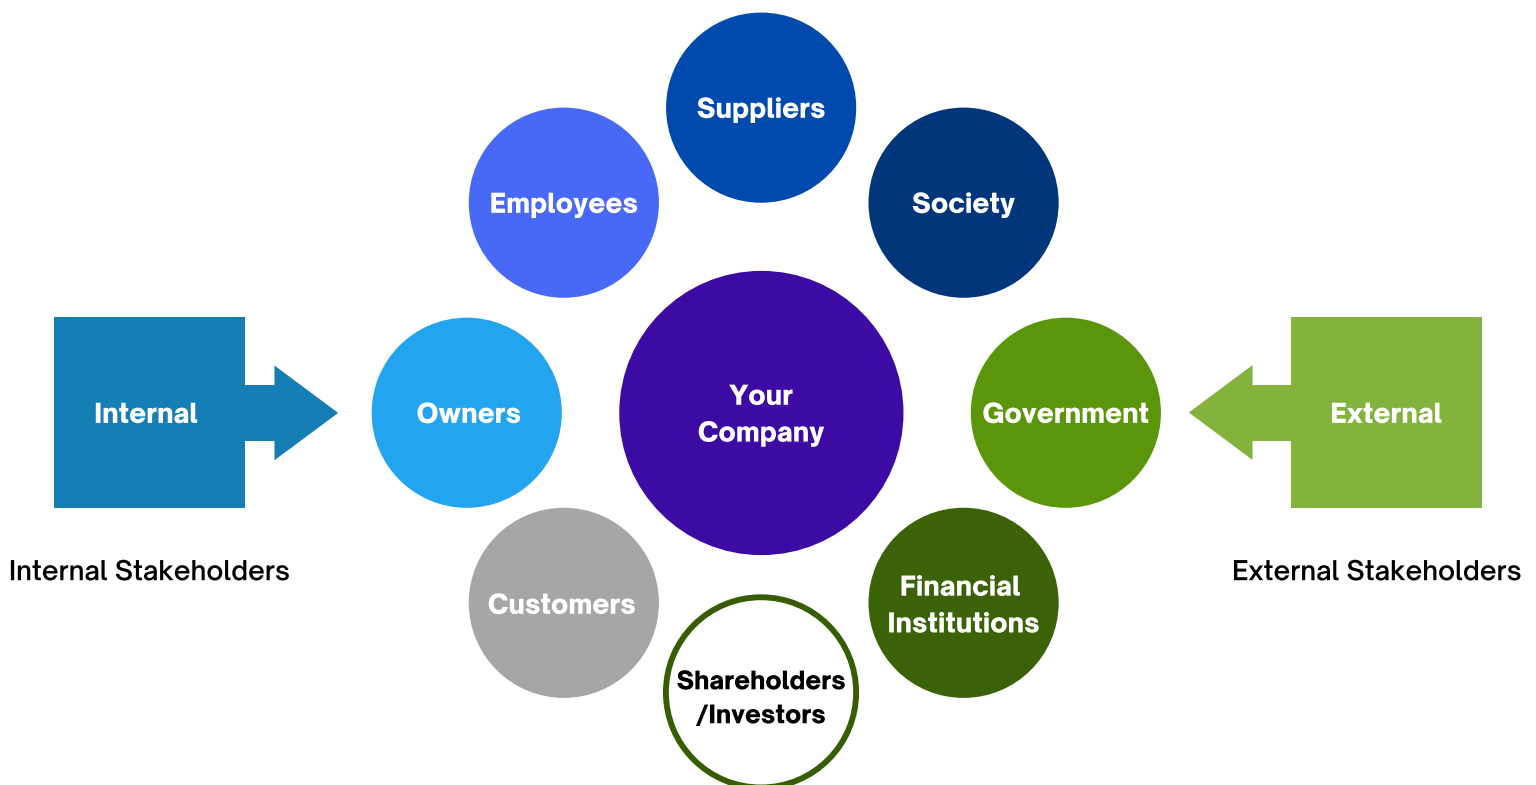 Suppliers
Employees
Society
Internal
Owners
Your
Company
Government
External
Internal Stakeholders
External Stakeholders
Customers
Financial
Institutions
Shareholders
/Investors